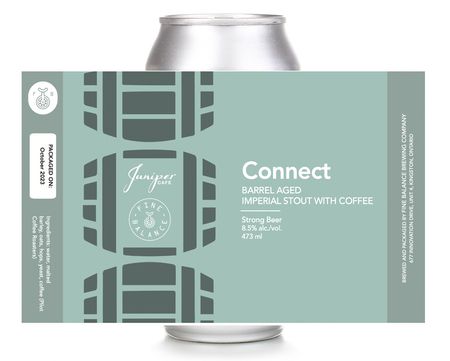 PACKAGED ON:
October 2023
Ingredients: water, malted
barley, oats, hops, yeast, coffee (Pilot
Coffee Roasters)
Juniper
CAFE
FINE
BALANCE
Connect
BARREL AGED
IMPERIAL STOUT WITH COFFEE
Strong Beer
8.5% alc./vol.
473 ml
BREWED AND PACKAGED BY FINE BALANCE BREWING COMPANY
677 INNOVATION DRIVE, UNIT 4, KINGSTON, ONTARIO